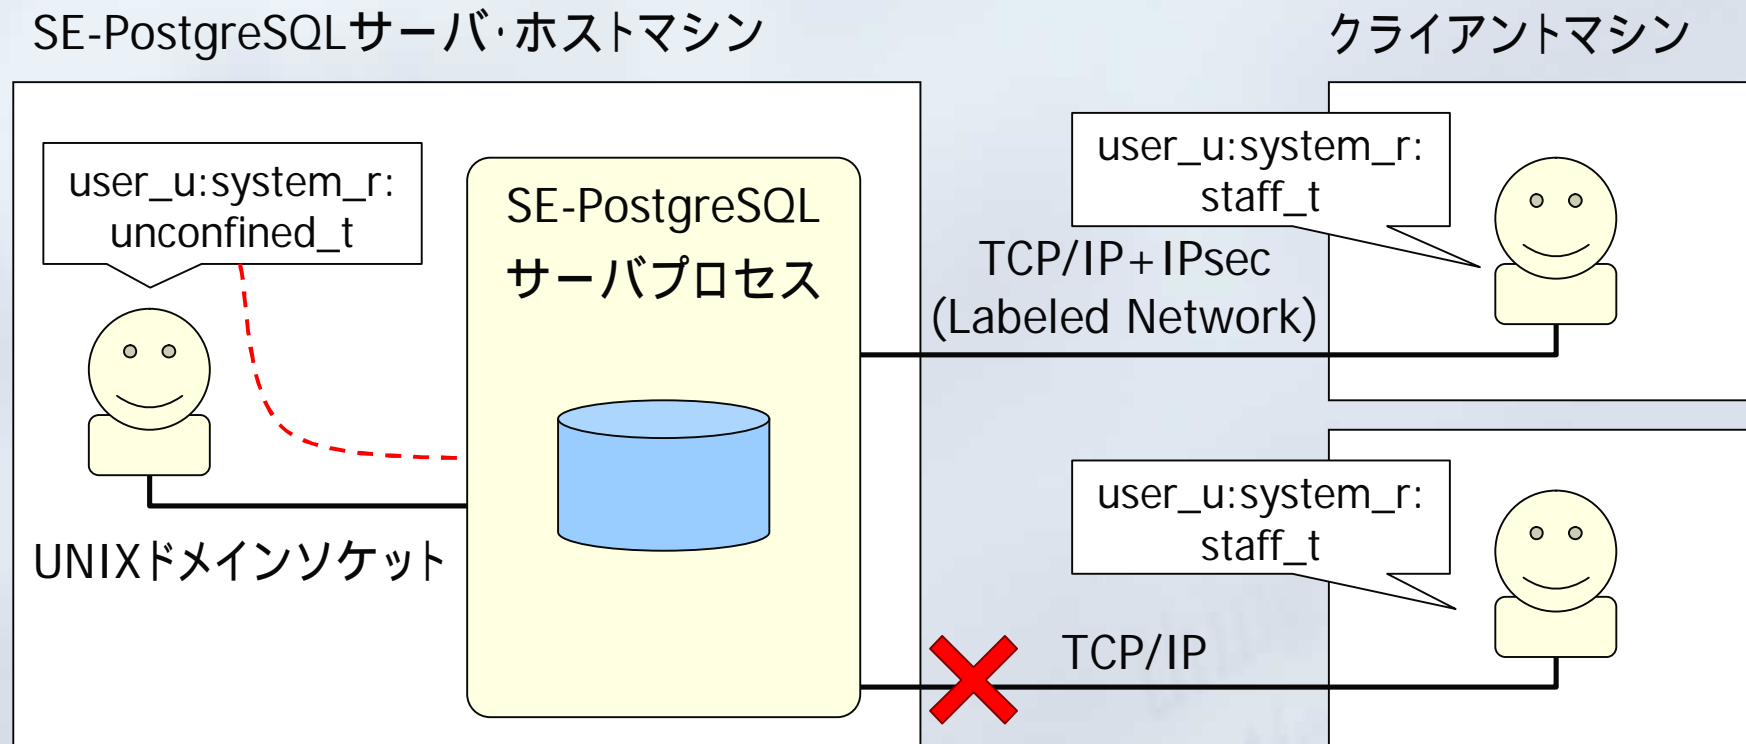 SE-PostgreSQLサーバ・ホストマシン
クライアントマシン
user_u:system_r:
unconfined_t
SE-PostgreSQL
サーバプロセス
UNIXドメインソケット
user_u:system_r:
staff_t
TCP/IP+IPsec
(Labeled Network)
user_u:system_r:
staff_t
TCP/IP